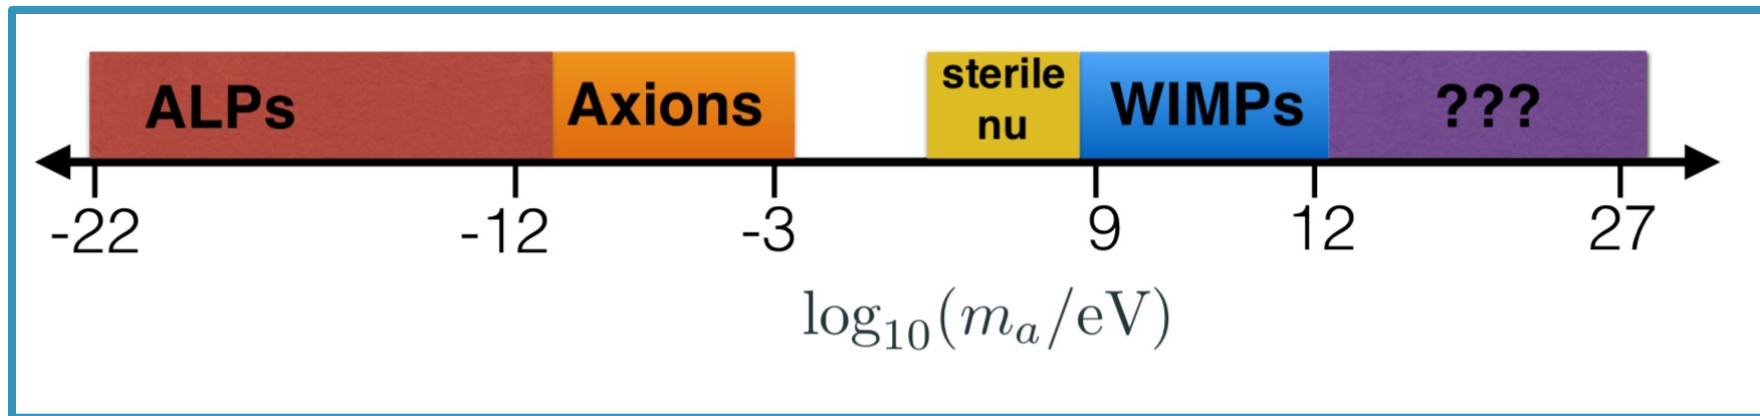 ALPs Axions sterile nu WIMPs ???
-22 -12 -3 9 12 27
log₁₀(mₐ/eV)